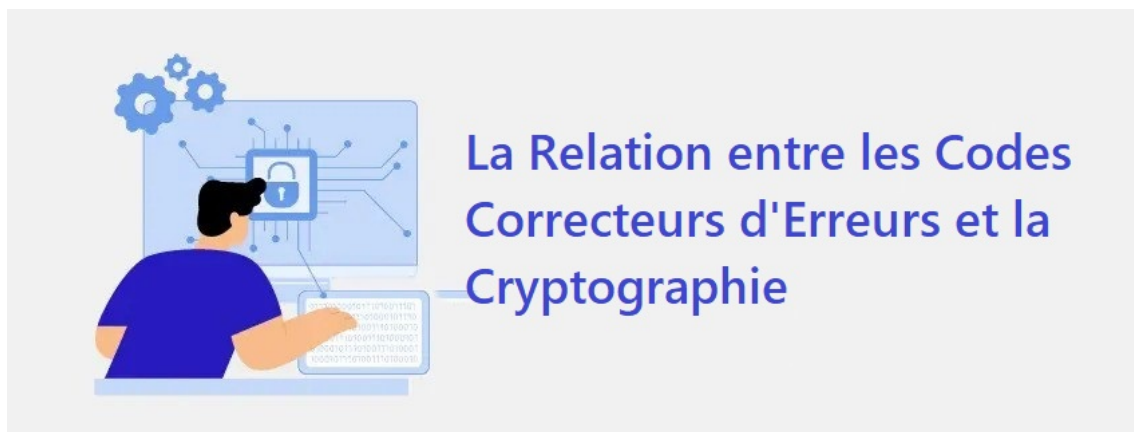 La Relation entre les Codes
Correcteurs d'Erreurs et la
Cryptographie